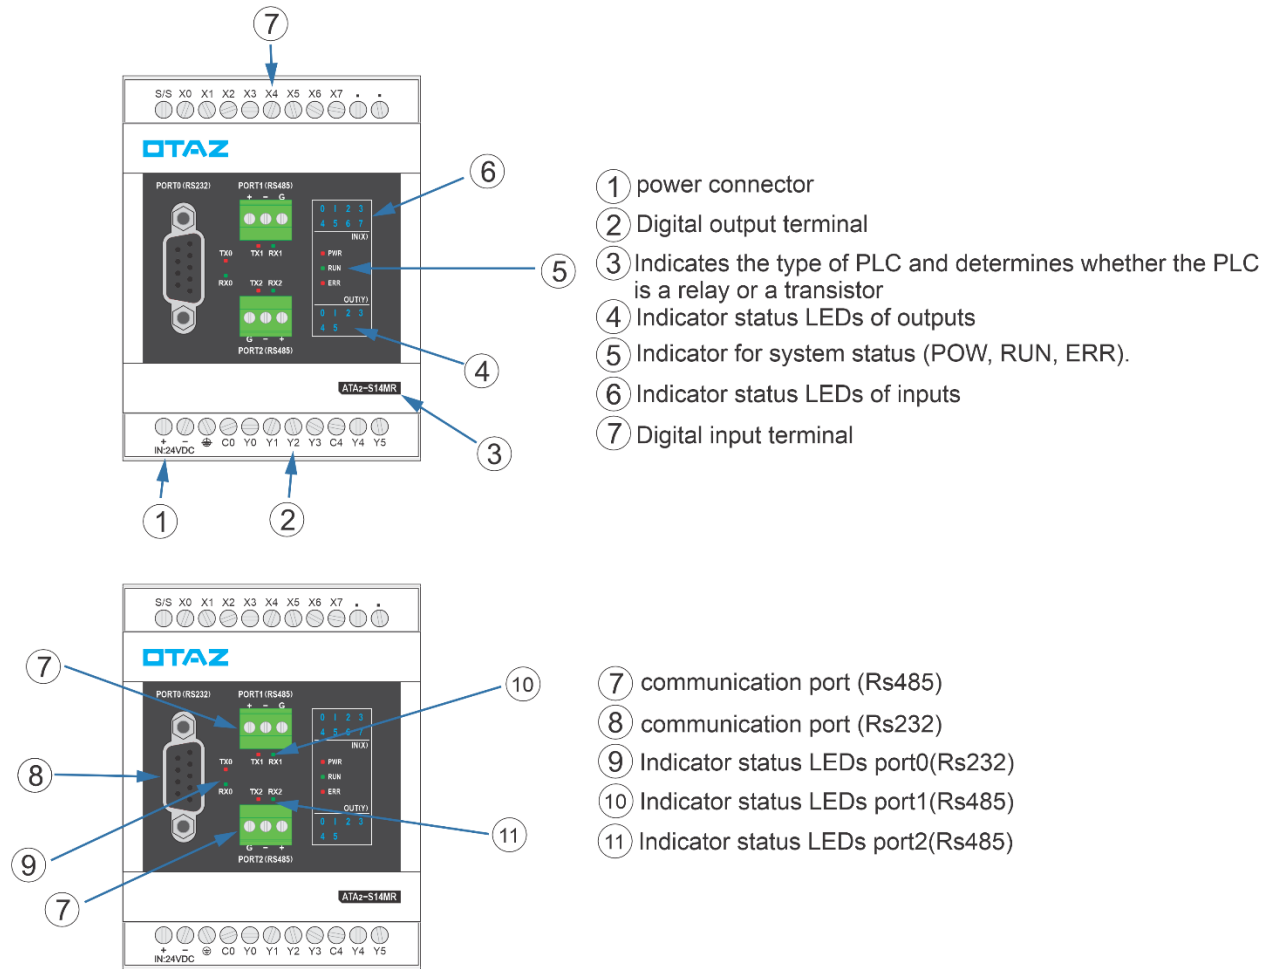 7
S/S X0 X1 X2 X3 X4 X5 X6 X7 . .
OTAZ
PORT0 (RS232) PORT1 (RS485)
+ − G
0 1 2 3
4 5 6 7
IN(X)
TX0 TX1 RX1
PWR
RUN
RX0 TX2 RX2
ERR
OUT(Y)
0 1 2 3
4 5
G − +
PORT2 (RS485)
ATA2-S14MR
+ − C0 Y0 Y1 Y2 Y3 C4 Y4 Y5
IN:24VDC
6
5
4
3
1
2
1 power connector
2 Digital output terminal
3 Indicates the type of PLC and determines whether the PLC
is a relay or a transistor
4 Indicator status LEDs of outputs
5 Indicator for system status (POW, RUN, ERR).
6 Indicator status LEDs of inputs
7 Digital input terminal
S/S X0 X1 X2 X3 X4 X5 X6 X7 . .
OTAZ
PORT0 (RS232) PORT1 (RS485)
+ − G
0 1 2 3
4 5 6 7
IN(X)
TX0 TX1 RX1
PWR
RUN
RX0 TX2 RX2
ERR
OUT(Y)
0 1 2 3
4 5
G − +
PORT2 (RS485)
ATA2-S14MR
+ − C0 Y0 Y1 Y2 Y3 C4 Y4 Y5
IN:24VDC
7
10
8
11
9
7
7 communication port (Rs485)
8 communication port (Rs232)
9 Indicator status LEDs port0(Rs232)
10 Indicator status LEDs port1(Rs485)
11 Indicator status LEDs port2(Rs485)